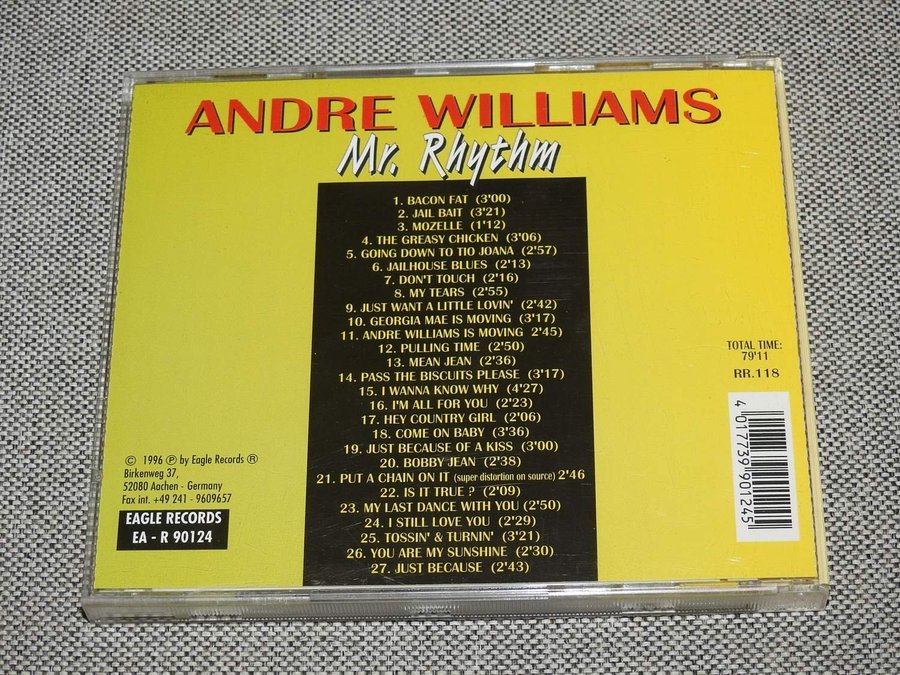 ANDRE WILLIAMS
Mr. Rhythm
1. BACON FAT (3'00)
2. JAIL BAIT (3'21)
3. MOZELLE (1'12)
4. THE GREASY CHICKEN (3'06)
5. GOING DOWN TO TIO JOANA (2'57)
6. JAILHOUSE BLUES (2'13)
7. DON'T TOUCH (2'16)
8. MY TEARS (2'55)
9. JUST WANT A LITTLE LOVIN' (2'42)
10. GEORGIA MAE IS MOVING (3'17)
11. ANDRE WILLIAMS IS MOVING 2'45)
12. PULLING TIME (2'50)
13. MEAN JEAN (2'36)
14. PASS THE BISCUITS PLEASE (3'17)
15. I WANNA KNOW WHY (4'27)
16. I'M ALL FOR YOU (2'23)
17. HEY COUNTRY GIRL (2'06)
18. COME ON BABY (3'36)
19. JUST BECAUSE OF A KISS (3'00)
20. BOBBY JEAN (2'38)
21. PUT A CHAIN ON IT (super distortion on source) 2'46
22. IS IT TRUE ? (2'09)
23. MY LAST DANCE WITH YOU (2'50)
24. I STILL LOVE YOU (2'29)
25. TOSSIN' & TURNIN' (3'21)
26. YOU ARE MY SUNSHINE (2'30)
27. JUST BECAUSE (2'43)
TOTAL TIME:
79'11
RR.118
4 017739 901245
© 1996 ℗ by Eagle Records ®
Birkenweg 37,
52080 Aachen - Germany
Fax int. +49 241 - 9609657
EAGLE RECORDS
EA - R 90124